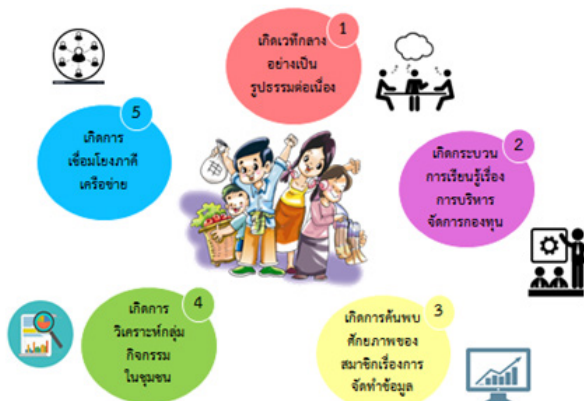 1
เกิดเวทีกลาง
อย่างเป็น
รูปธรรมต่อเนื่อง
2
เกิดกระบวน
การเรียนรู้เรื่อง
การบริหาร
จัดการกองทุน
3
เกิดการค้นพบ
ศักยภาพของ
สมาชิกเรื่องการ
จัดทำข้อมูล
4
เกิดการ
วิเคราะห์กลุ่ม
กิจกรรม
ในชุมชน
5
เกิดการ
เชื่อมโยงภาคี
เครือข่าย